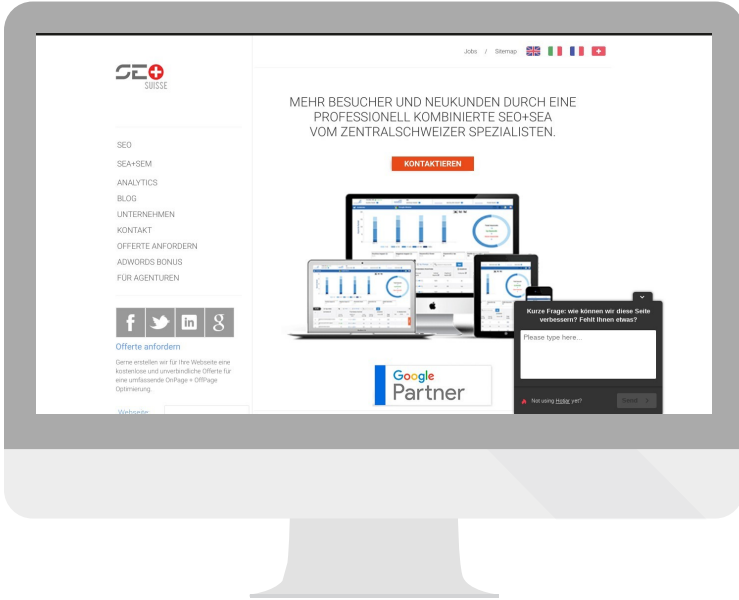 Jobs / Sitemap
SEO
SUISSE
MEHR BESUCHER UND NEUKUNDEN DURCH EINE
PROFESSIONELL KOMBINIERTE SEO+SEA
VOM ZENTRALSCHWEIZER SPEZIALISTEN.
KONTAKTIEREN
SEO
SEA+SEM
ANALYTICS
BLOG
UNTERNEHMEN
KONTAKT
OFFERTE ANFORDERN
ADWORDS BONUS
FÜR AGENTUREN
Offerte anfordern
Gerne erstellen wir für Ihre Webseite eine
kostenlose und unverbindliche Offerte für
eine umfassende OnPage + OffPage
Optimierung.
Webseite:
Google
Partner
Kurze Frage: wie können wir diese Seite
verbessern? Fehlt Ihnen etwas?
Please type here...
Not using Hotjar yet?
Send